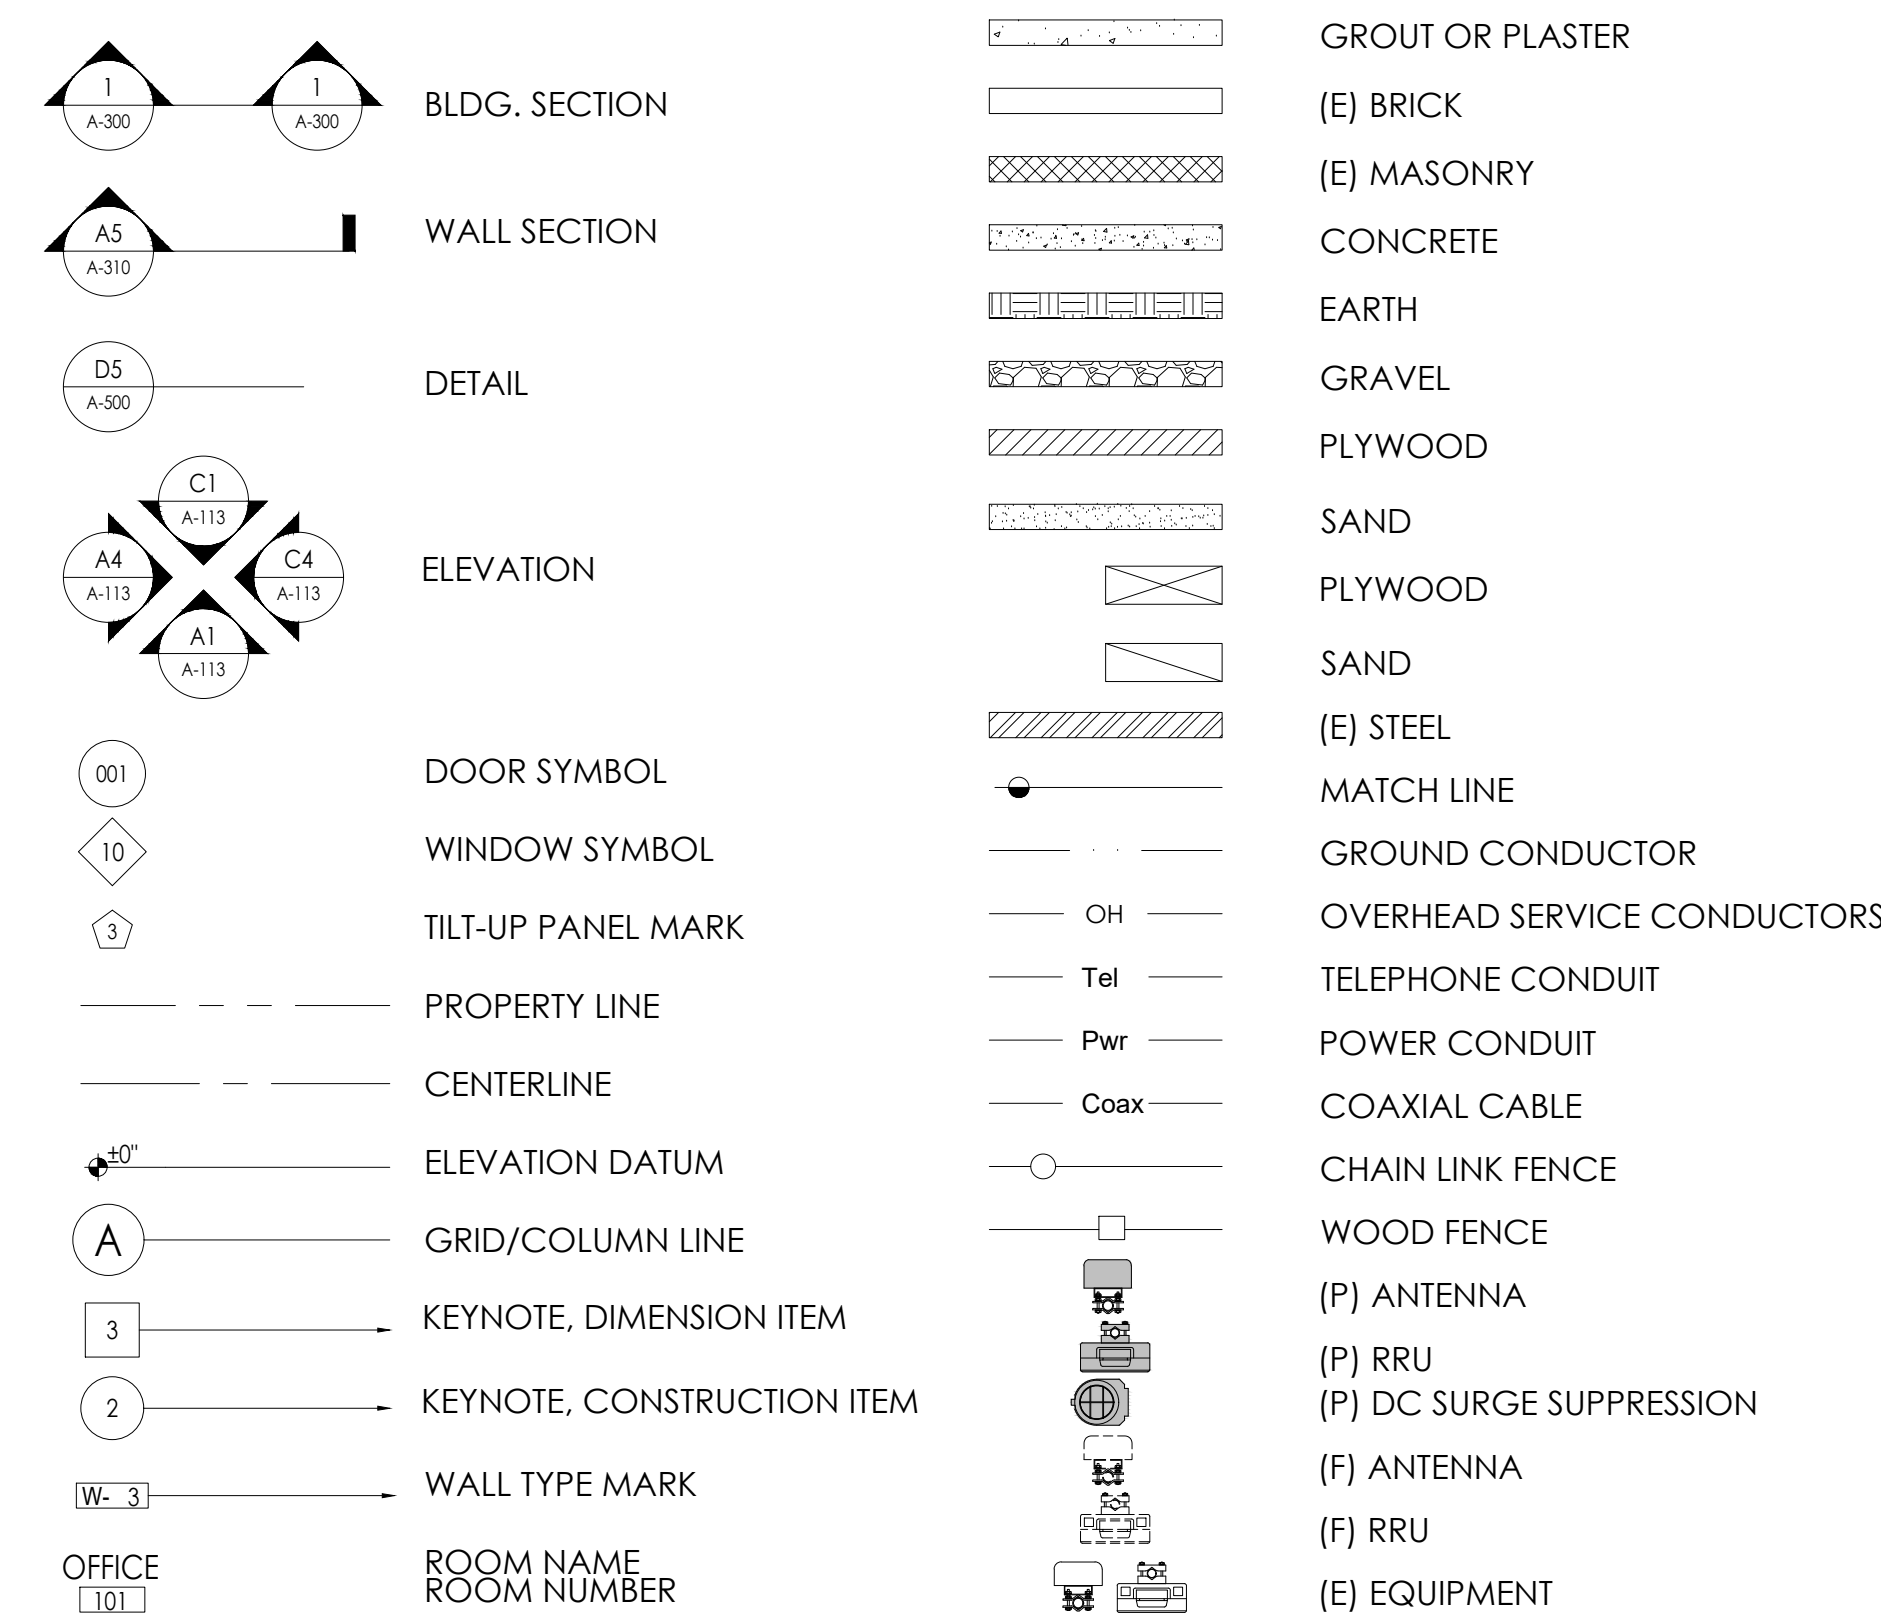 1
A-300
1
A-300
BLDG. SECTION
A5
A-310
WALL SECTION
D5
A-500
DETAIL
C1
A-113
A4
A-113
C4
A-113
A1
A-113
ELEVATION
001
DOOR SYMBOL
10
WINDOW SYMBOL
3
TILT-UP PANEL MARK
PROPERTY LINE
CENTERLINE
±0"
ELEVATION DATUM
A
GRID/COLUMN LINE
3
KEYNOTE, DIMENSION ITEM
2
KEYNOTE, CONSTRUCTION ITEM
W- 3
WALL TYPE MARK
OFFICE
101
ROOM NAME
ROOM NUMBER
GROUT OR PLASTER
(E) BRICK
(E) MASONRY
CONCRETE
EARTH
GRAVEL
PLYWOOD
SAND
PLYWOOD
SAND
(E) STEEL
MATCH LINE
GROUND CONDUCTOR
OH
OVERHEAD SERVICE CONDUCTORS
Tel
TELEPHONE CONDUIT
Pwr
POWER CONDUIT
Coax
COAXIAL CABLE
CHAIN LINK FENCE
WOOD FENCE
(P) ANTENNA
(P) RRU
(P) DC SURGE SUPPRESSION
(F) ANTENNA
(F) RRU
(E) EQUIPMENT